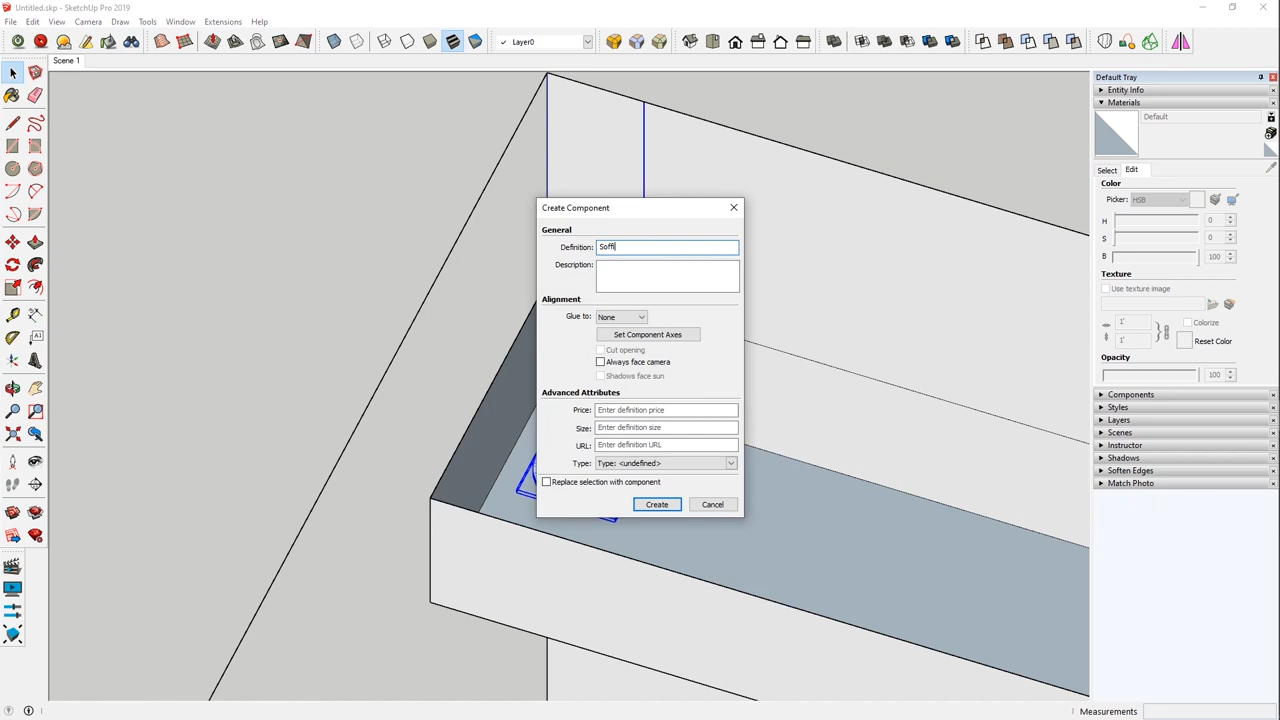 Untitled.skp - SketchUp Pro 2019
File Edit View Camera Draw Tools Window Extensions Help
Layer0
Scene 1
Default Tray
Entity Info
Materials
Default
Select Edit
Color
Picker: HSB
H 0
S 0
B 100
Texture
Use texture image
1' Colorize
1' Reset Color
Opacity
100
Components
Styles
Layers
Scenes
Instructor
Shadows
Soften Edges
Match Photo
Create Component
General
Definition: Soffi
Description:
Alignment
Glue to: None
Set Component Axes
Cut opening
Always face camera
Shadows face sun
Advanced Attributes
Price: Enter definition price
Size: Enter definition size
URL: Enter definition URL
Type: Type: <undefined>
Replace selection with component
Create Cancel
Measurements